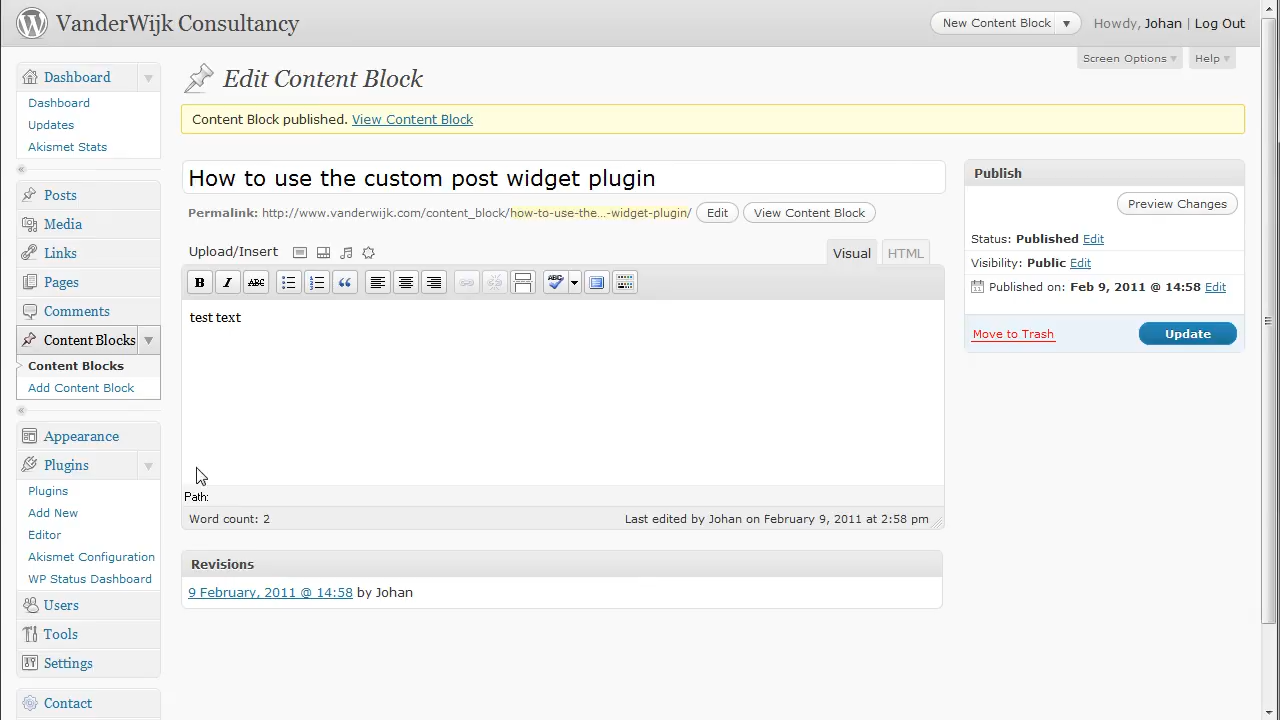 VanderWijk Consultancy
New Content Block
Howdy, Johan | Log Out
Screen Options
Help
Dashboard
Dashboard
Updates
Akismet Stats
Posts
Media
Links
Pages
Comments
Content Blocks
Content Blocks
Add Content Block
Appearance
Plugins
Plugins
Add New
Editor
Akismet Configuration
WP Status Dashboard
Users
Tools
Settings
Contact
Edit Content Block
Content Block published. View Content Block
How to use the custom post widget plugin
Permalink: http://www.vanderwijk.com/content_block/how-to-use-the...-widget-plugin/ Edit View Content Block
Upload/Insert
Visual HTML
B I ABC ABC
test text
Path:
Word count: 2 Last edited by Johan on February 9, 2011 at 2:58 pm
Revisions
9 February, 2011 @ 14:58 by Johan
Publish
Preview Changes
Status: Published Edit
Visibility: Public Edit
Published on: Feb 9, 2011 @ 14:58 Edit
Move to Trash Update